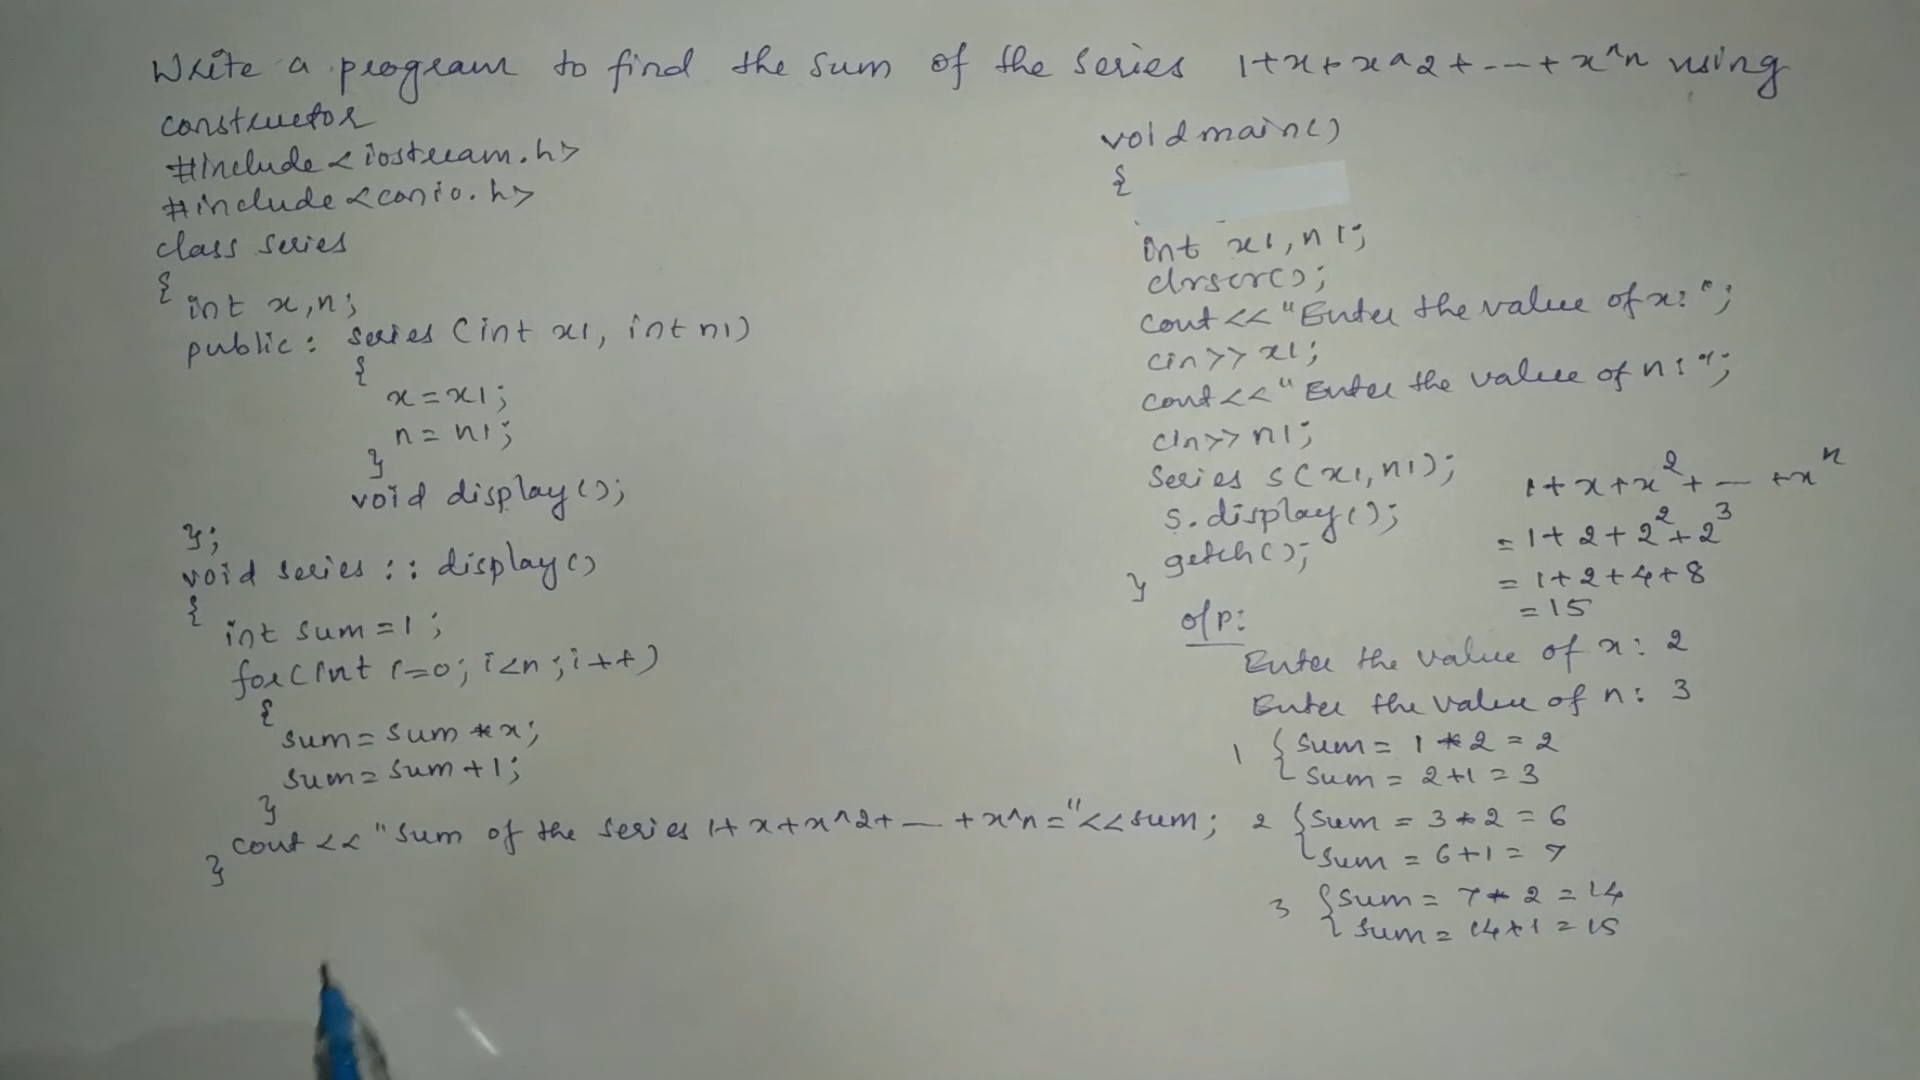 Write a program to find the sum of the series 1+x+x^2+---+x^n using
constructor
#include<iostream.h>
#include<conio.h>
class series
{
int x,n;
public: series (int x1, int n1)
{
x=x1;
n=n1;
}
void display();
};
void series::display()
{
int sum=1;
for(int i=0;i<n;i++)
{
sum=sum*x;
sum=sum+1;
}
cout<<"sum of the series 1+x+x^2+--+x^n="<<sum;
}
void main()
{
int x1,n1;
clrscr();
cout<<"Enter the value of x:";
cin>>x1;
cout<<"Enter the value of n:";
cin>>n1;
Series s(x1,n1);
s.display();
getch();
}
1+x+x²+--+xⁿ
=1+2+2²+2³
=1+2+4+8
=15
o/p:
Enter the value of x: 2
Enter the value of n: 3
1 { sum = 1*2=2
sum = 2+1=3
2 { sum = 3*2=6
sum = 6+1=7
3 { sum = 7*2=14
sum = 14+1=15